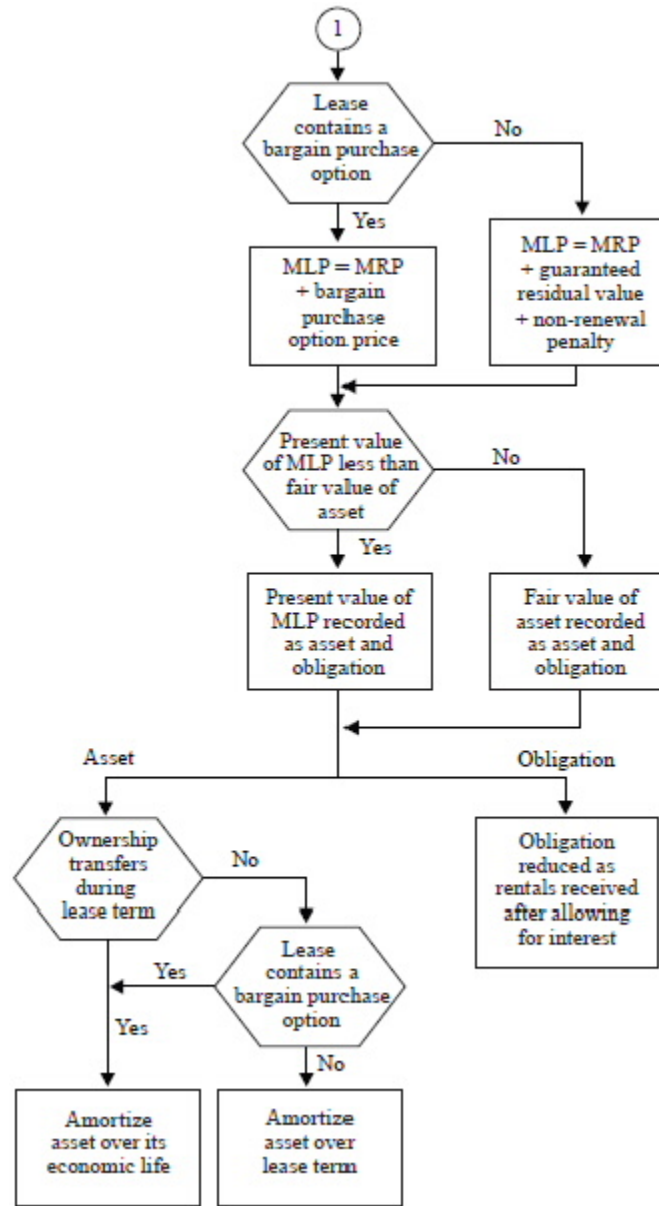 1
Lease
contains a
bargain purchase
option
No
Yes
MLP = MRP
+ bargain
purchase
option price
MLP = MRP
+ guaranteed
residual value
+ non-renewal
penalty
Present value
of MLP less than
fair value of
asset
No
Yes
Present value of
MLP recorded
as asset and
obligation
Fair value of
asset recorded
as asset and
obligation
Asset
Obligation
Ownership
transfers
during
lease term
No
Obligation
reduced as
rentals received
after allowing
for interest
Lease
contains a
bargain purchase
option
Yes
Yes
No
Amortize
asset over its
economic life
Amortize
asset over
lease term